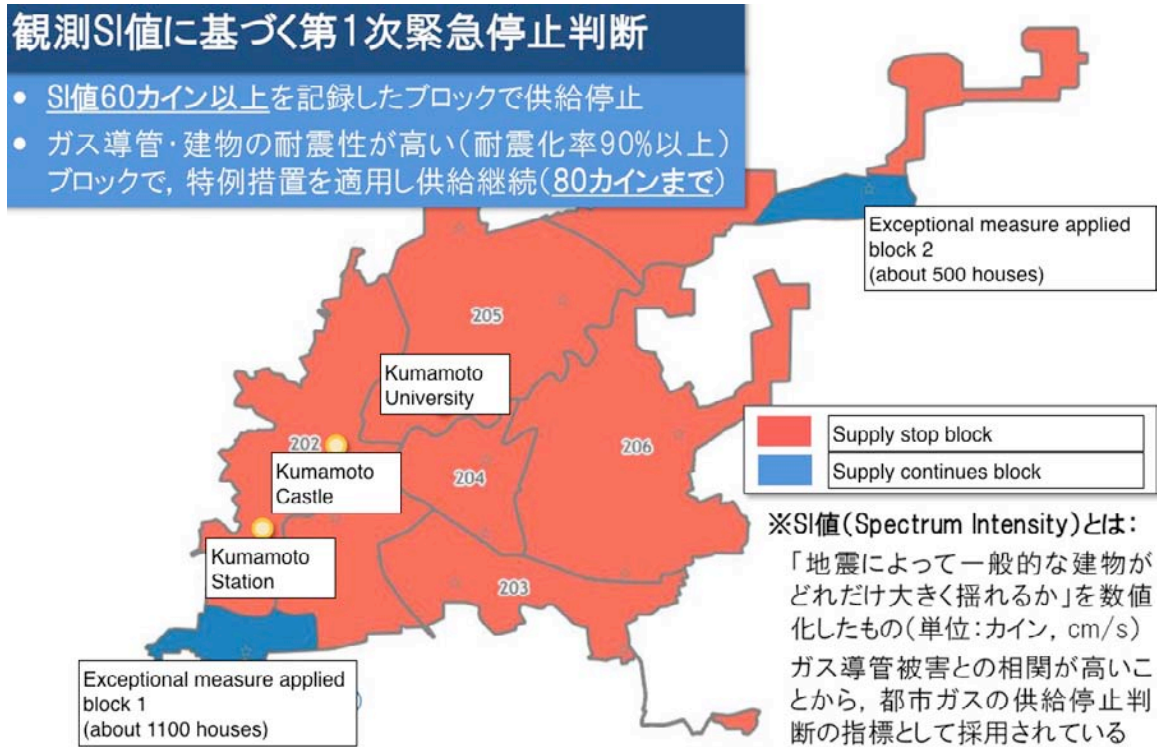 観測SI値に基づく第1次緊急停止判断
• SI値60カイン以上を記録したブロックで供給停止
• ガス導管・建物の耐震性が高い(耐震化率90%以上)
ブロックで, 特例措置を適用し供給継続(80カインまで)
Exceptional measure applied
block 2
(about 500 houses)
205
Kumamoto
University
202
206
Kumamoto
Castle
204
Supply stop block
Supply continues block
Kumamoto
Station
203
※SI値(Spectrum Intensity)とは:
「地震によって一般的な建物が
どれだけ大きく揺れるか」を数値
化したもの(単位:カイン, cm/s)
ガス導管被害との相関が高いこ
とから, 都市ガスの供給停止判
断の指標として採用されている
Exceptional measure applied
block 1
(about 1100 houses)